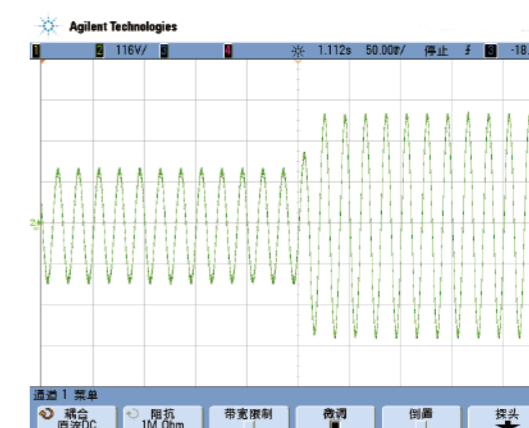 Agilent Technologies
1 2 116V/ 3 4 1.112s 50.00㎳/ 停止 3 -18.
2
通道 1 菜单
耦合 阻抗 带宽限制 微调 倒置 探头
直流DC 1M Ohm